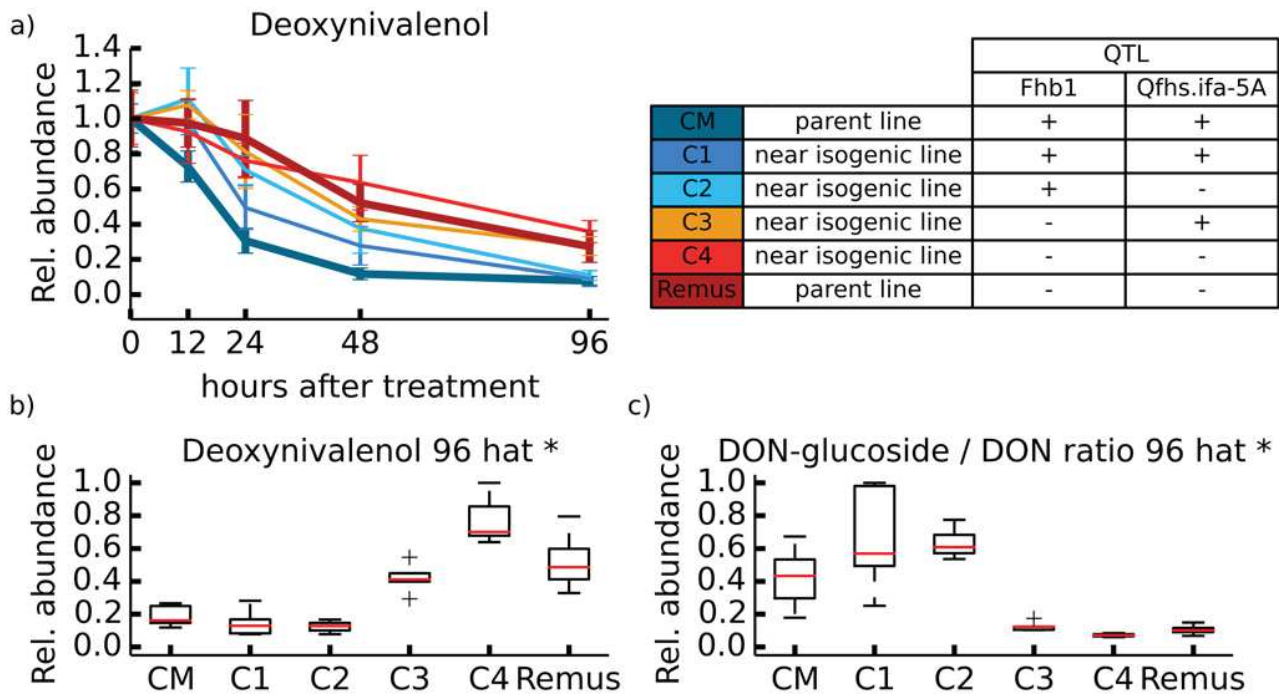 a)
Deoxynivalenol
1.4
1.2
1.0
0.8
0.6
0.4
0.2
0.0
Rel. abundance
0 12 24 48 96
hours after treatment
QTL
Fhb1 Qfhs.ifa-5A
CM parent line + +
C1 near isogenic line + +
C2 near isogenic line + -
C3 near isogenic line - +
C4 near isogenic line - -
Remus parent line - -
b)
Deoxynivalenol 96 hat *
Rel. abundance
1.0
0.8
0.6
0.4
0.2
0.0
CM C1 C2 C3 C4 Remus
c)
DON-glucoside / DON ratio 96 hat *
Rel. abundance
1.0
0.8
0.6
0.4
0.2
0.0
CM C1 C2 C3 C4 Remus